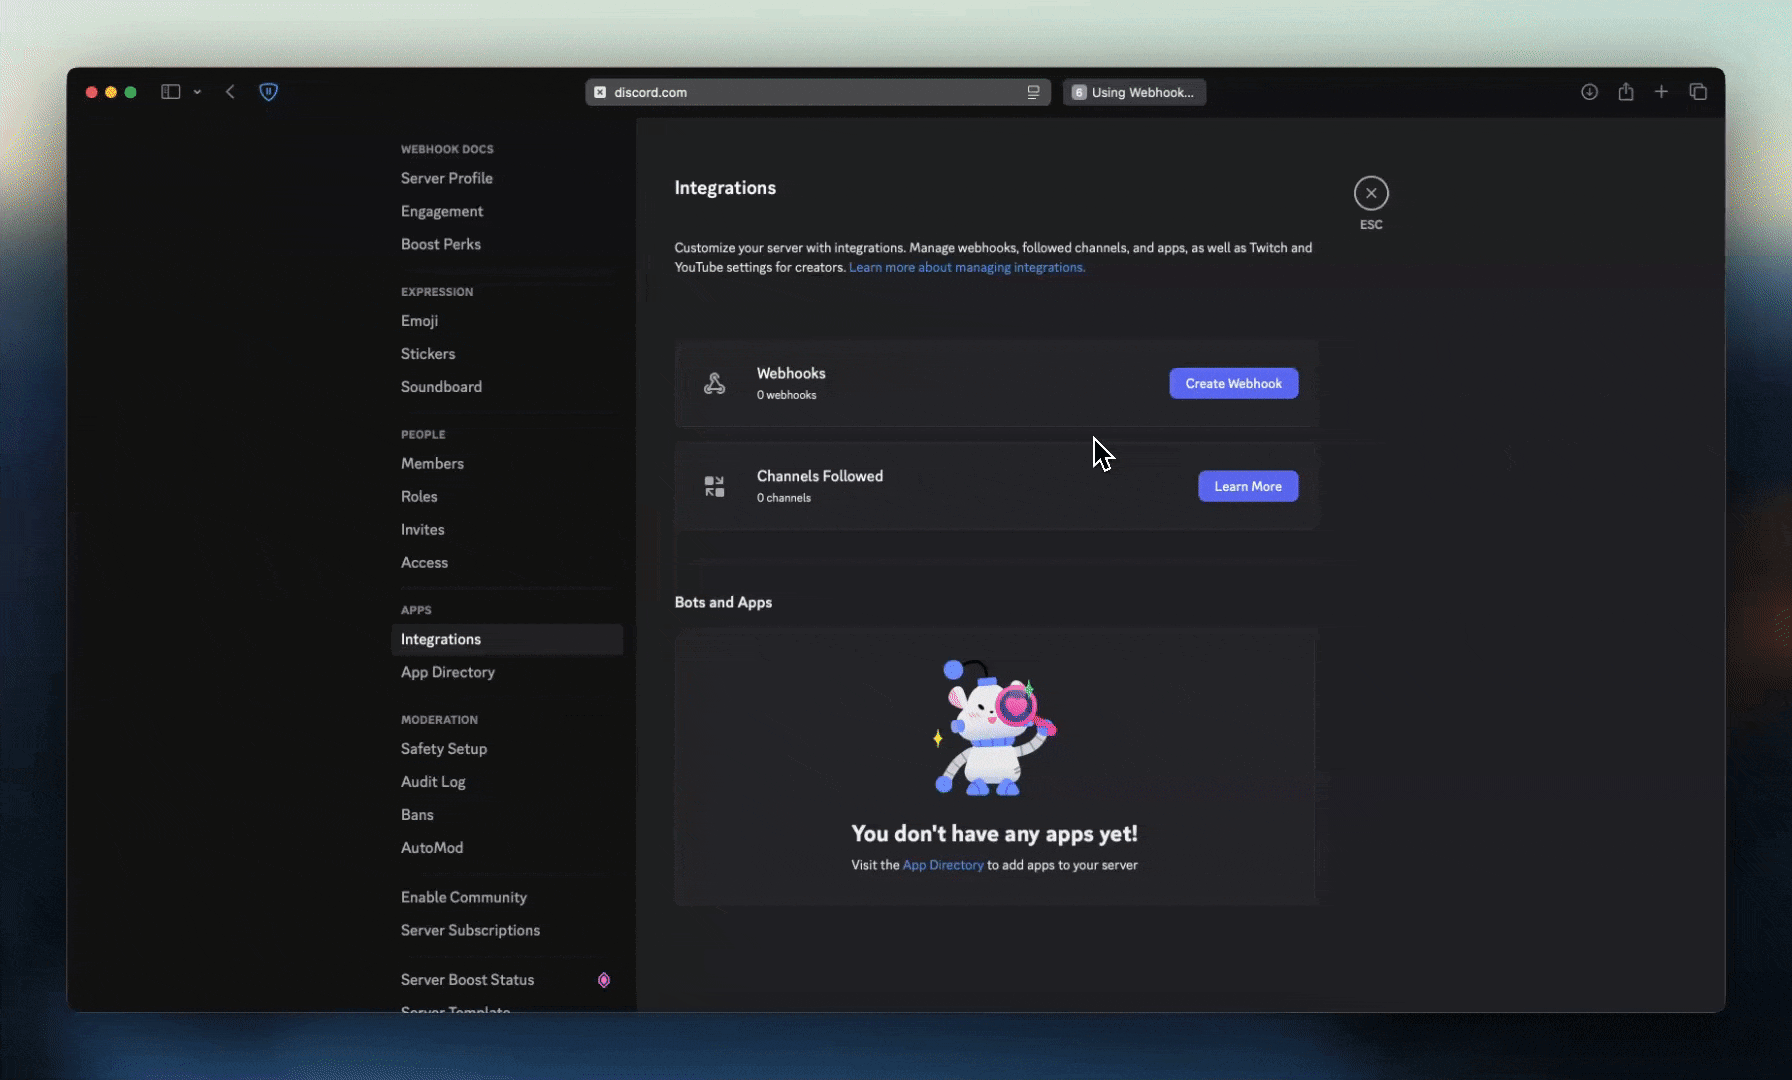 discord.com
6 Using Webhook...
WEBHOOK DOCS
Server Profile
Engagement
Boost Perks
EXPRESSION
Emoji
Stickers
Soundboard
PEOPLE
Members
Roles
Invites
Access
APPS
Integrations
App Directory
MODERATION
Safety Setup
Audit Log
Bans
AutoMod
Enable Community
Server Subscriptions
Server Boost Status
Server Template
Integrations
ESC
Customize your server with integrations. Manage webhooks, followed channels, and apps, as well as Twitch and
YouTube settings for creators. Learn more about managing integrations.
Webhooks
0 webhooks
Create Webhook
Channels Followed
0 channels
Learn More
Bots and Apps
You don't have any apps yet!
Visit the App Directory to add apps to your server